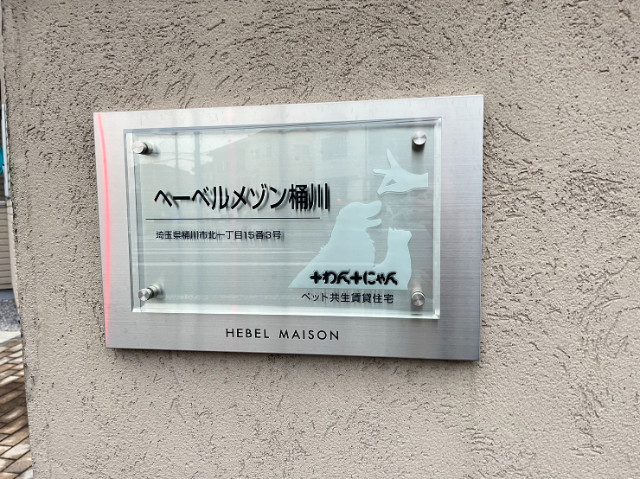 ヘーベルメゾン桶川
埼玉県桶川市北一丁目15番3号
+わん+にゃん
ペット共生賃貸住宅
HEBEL MAISON